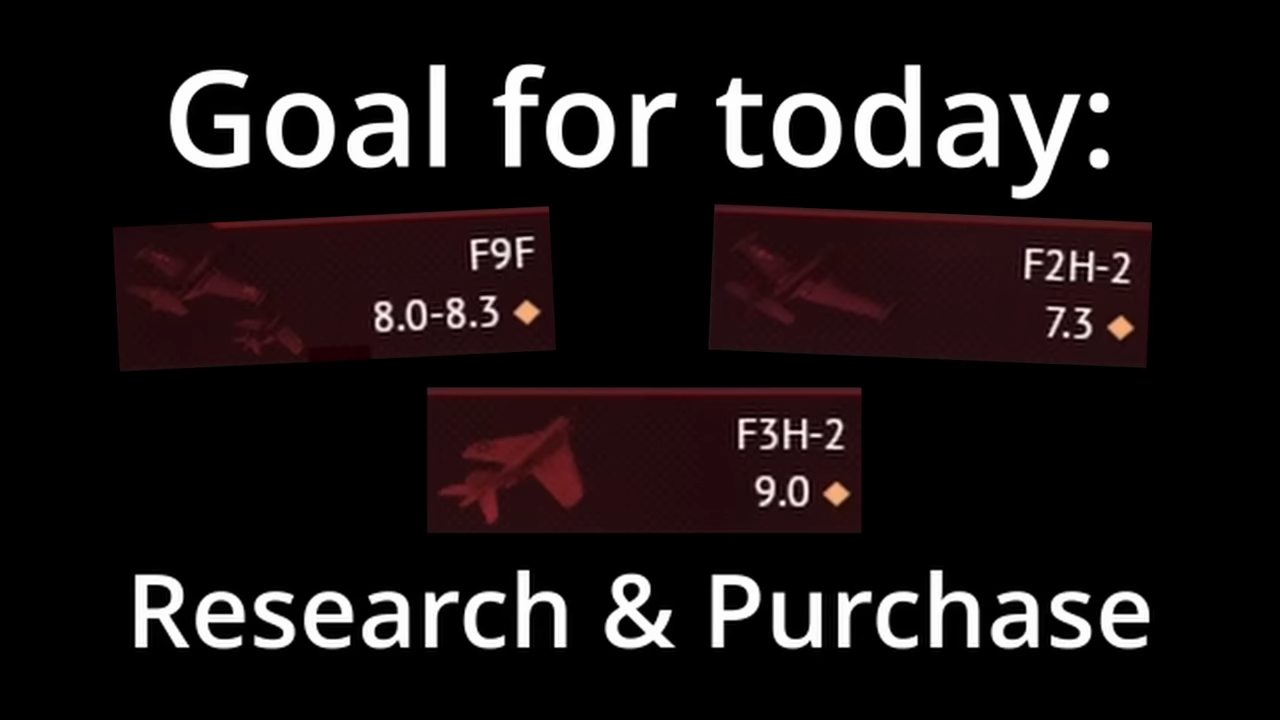 Goal for today:
F9F
8.0-8.3
F2H-2
7.3
F3H-2
9.0
Research & Purchase